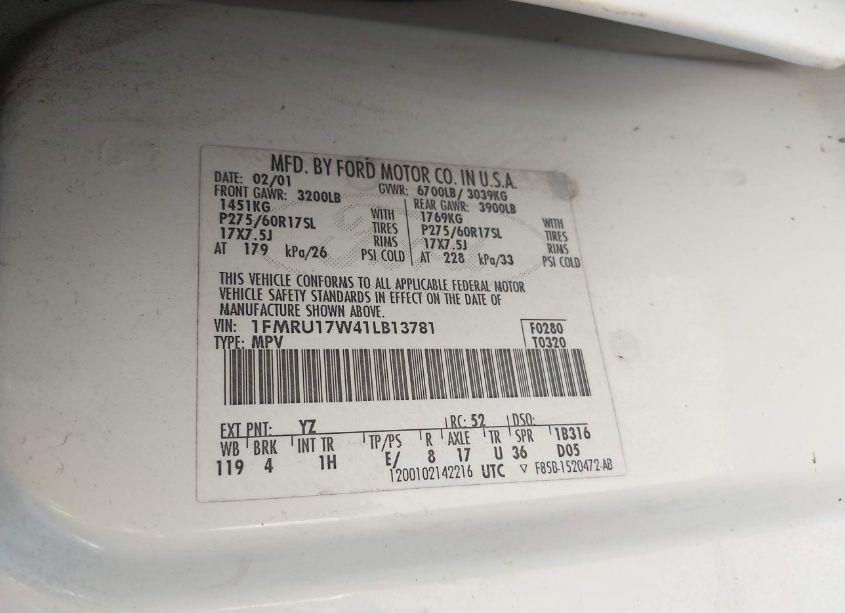 MFD. BY FORD MOTOR CO. IN U.S.A.
DATE: 02/01 GVWR: 6700LB/ 3039KG
FRONT GAWR: 3200LB REAR GAWR: 3900LB
1451KG WITH 1769KG WITH
P275/60R17SL TIRES P275/60R17SL TIRES
17X7.5J RIMS 17X7.5J RIMS
AT 179 kPa/26 PSI COLD AT 228 kPa/33 PSI COLD
THIS VEHICLE CONFORMS TO ALL APPLICABLE FEDERAL MOTOR
VEHICLE SAFETY STANDARDS IN EFFECT ON THE DATE OF
MANUFACTURE SHOWN ABOVE.
VIN: 1FMRU17W41LB13781 F0280
TYPE: MPV T0320
EXT PNT: YZ RC: 52 DSO:
WB BRK INT TR TP/PS R AXLE TR SPR 1B316
119 4 1H E/ 8 17 U 36 D05
1200102142216 UTC ▽ F85B-1520472-AB